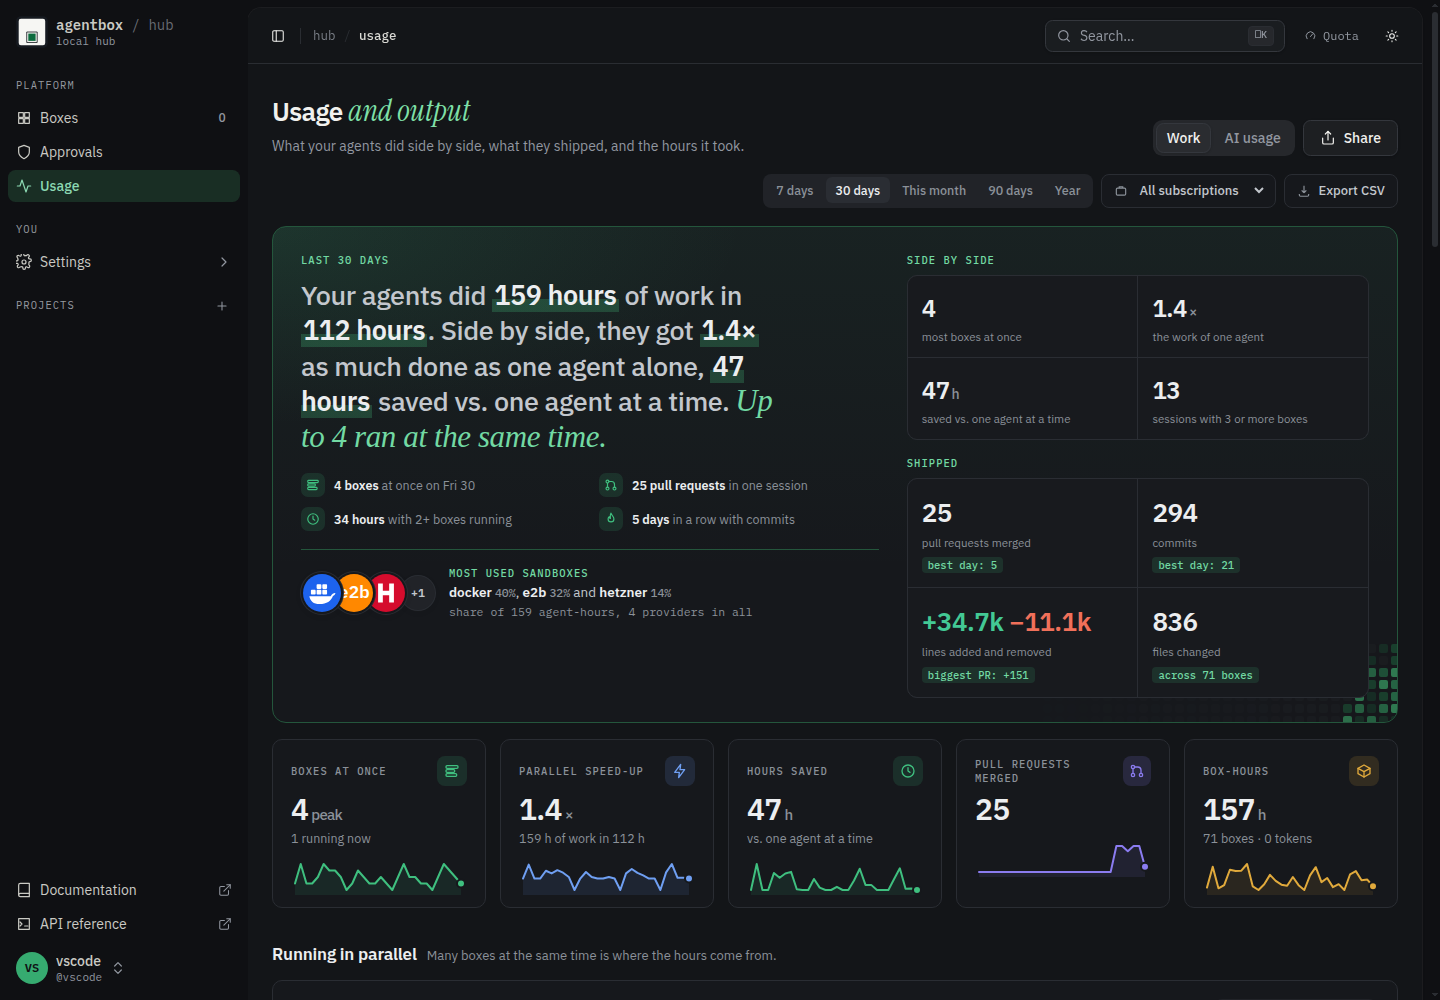 agentbox / hub
local hub
PLATFORM
Boxes 0
Approvals
Usage
YOU
Settings
PROJECTS
Documentation
API reference
VS
vscode
@vscode
hub / usage
Search...
K
Quota
Usage and output
What your agents did side by side, what they shipped, and the hours it took.
Work AI usage
Share
7 days 30 days This month 90 days Year
All subscriptions
Export CSV
LAST 30 DAYS
Your agents did 159 hours of work in
112 hours. Side by side, they got 1.4×
as much done as one agent alone, 47
hours saved vs. one agent at a time. Up
to 4 ran at the same time.
4 boxes at once on Fri 30
25 pull requests in one session
34 hours with 2+ boxes running
5 days in a row with commits
e2b
H
+1
MOST USED SANDBOXES
docker 40%, e2b 32% and hetzner 14%
share of 159 agent-hours, 4 providers in all
SIDE BY SIDE
4
most boxes at once
1.4×
the work of one agent
47h
saved vs. one agent at a time
13
sessions with 3 or more boxes
SHIPPED
25
pull requests merged
best day: 5
294
commits
best day: 21
+34.7k −11.1k
lines added and removed
biggest PR: +151
836
files changed
across 71 boxes
BOXES AT ONCE
4 peak
1 running now
PARALLEL SPEED-UP
1.4×
159 h of work in 112 h
HOURS SAVED
47h
vs. one agent at a time
PULL REQUESTS
MERGED
25
BOX-HOURS
157h
71 boxes · 0 tokens
Running in parallel Many boxes at the same time is where the hours come from.